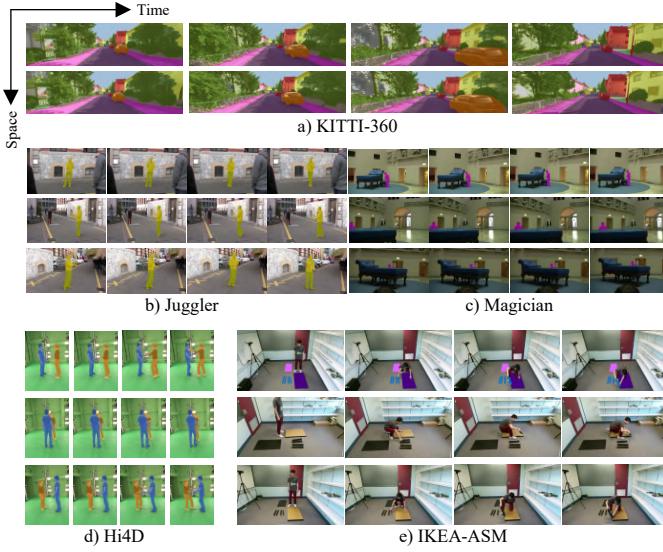 Time
Space
a) KITTI-360
b) Juggler
c) Magician
d) Hi4D
e) IKEA-ASM